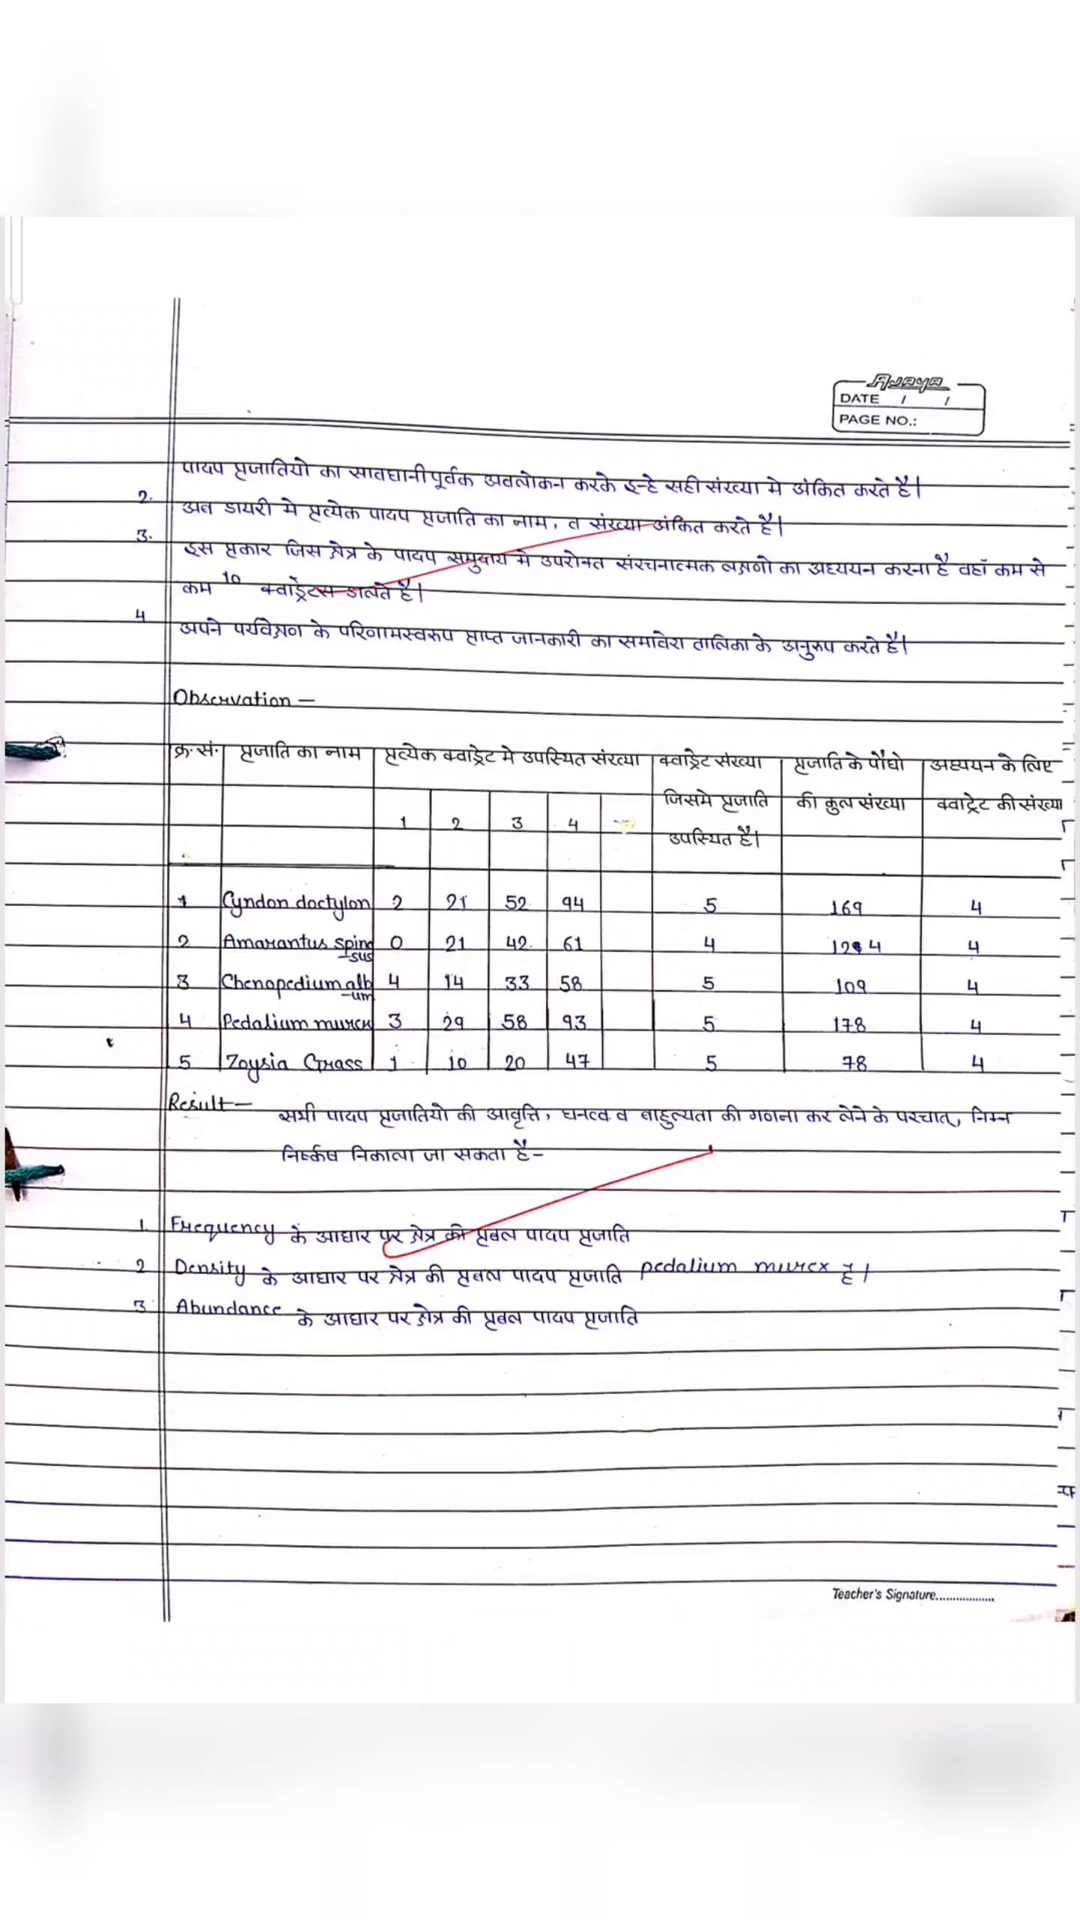 Ajaya
DATE / /
PAGE NO.:
पादप प्रजातियो का सावधानी पूर्वक अवलोकन करके इन्हे सही संख्या मे अंकित करते है।
2. अब डायरी मे प्रत्येक पादप प्रजाति का नाम, व संख्या अंकित करते है।
3. इस प्रकार जिस क्षेत्र के पादप समुदाय मे उपरोक्त संरचनात्मक लक्षणो का अध्ययन करना है वहाँ कम से
कम 10 क्वाड्रेटस डालते है।
4 अपने पर्यवेक्षण के परिणामस्वरूप प्राप्त जानकारी का समावेश तालिका के अनुरूप करते है।
Observation –
क्र.सं. प्रजाति का नाम प्रत्येक क्वाड्रेट मे उपस्थित संख्या क्वाड्रेट संख्या प्रजाति के पौधो अध्ययन के लिए
जिसमे प्रजाति की कुल संख्या क्वाट्रेट की संख्या
1 2 3 4 उपस्थित है।
1 Cyndon doctylon 2 21 52 94 5 169 4
2 Amarantus spino 0 21 42 61 4 124 4
-sus
3 Chenopedium alb 4 14 33 58 5 109 4
-um
4 Pedalium murex 3 29 58 93 5 178 4
5 Zoysia Grass 1 10 20 47 5 78 4
Result – सभी पादप प्रजातियो की आवृत्ति, घनत्व व बाहुल्यता की गणना कर लेने के पश्चात्, निम्न
निर्ष्कष निकाला जा सकता है –
1. Frequency के आधार पर क्षेत्र की प्रबल पादप प्रजाति
2 Density के आधार पर क्षेत्र की प्रबल पादप प्रजाति pedalium murex है।
3 Abundance के आधार पर क्षेत्र की प्रबल पादप प्रजाति
Teacher's Signature..................